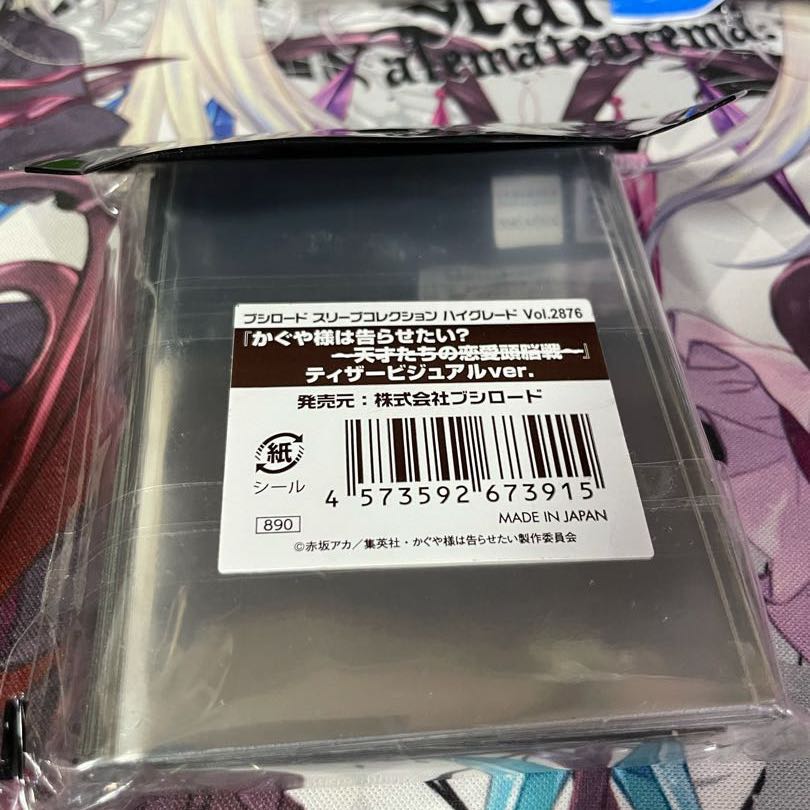 alemateorema.
ブシロード スリーブコレクション ハイグレード Vol.2876
『かぐや様は告らせたい?
～天才たちの恋愛頭脳戦～』
ティザービジュアルver.
発売元：株式会社ブシロード
紙
シール
4 573592 673915
890
MADE IN JAPAN
©赤坂アカ／集英社・かぐや様は告らせたい製作委員会